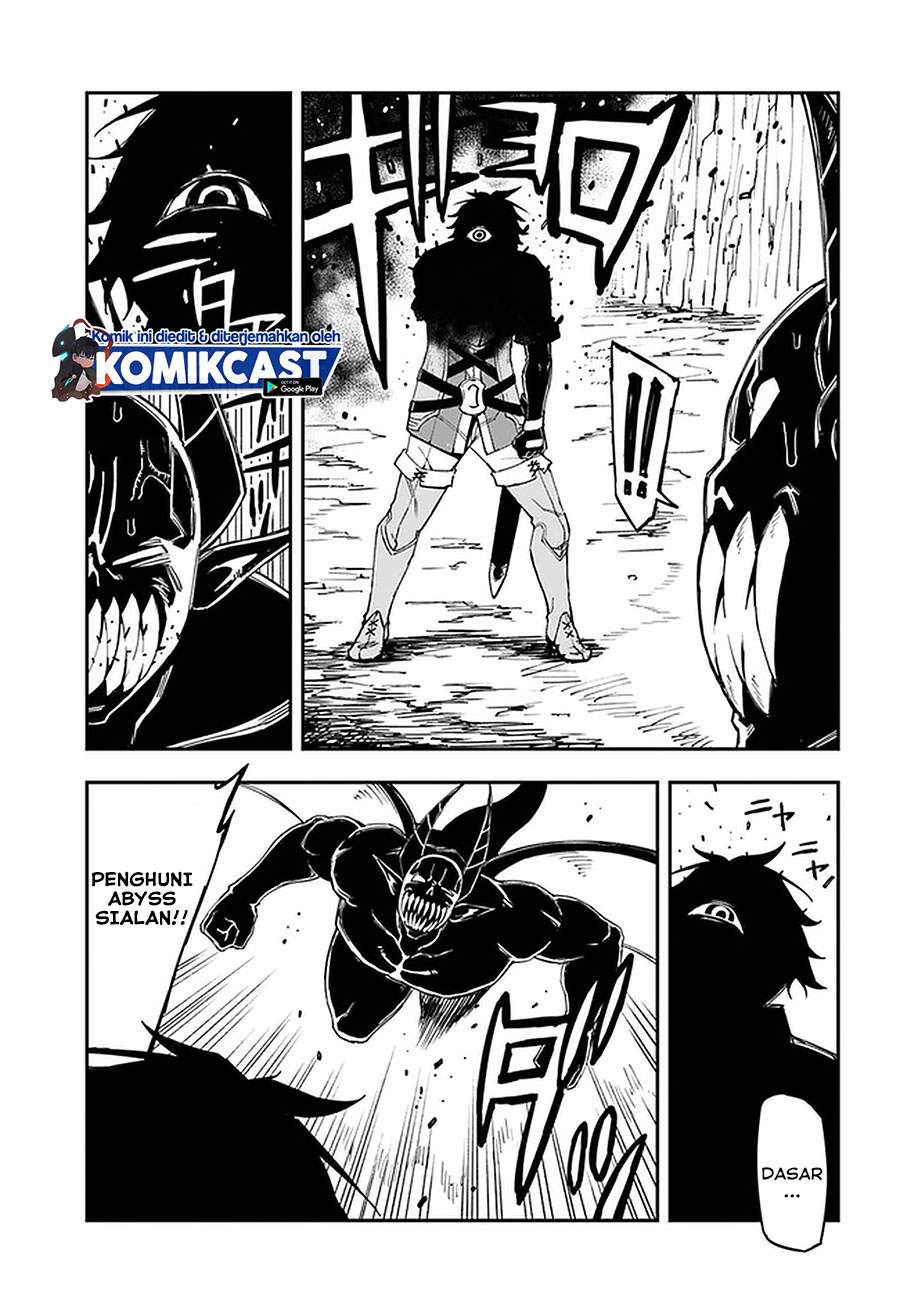 ギョロ
!!
Komik ini diedit & diterjemahkan oleh
KOMIKCAST
GET IT ON
Google Play
ニヤ
ニヤ
DASAR
...
PENGHUNI
ABYSS
SIALAN!!